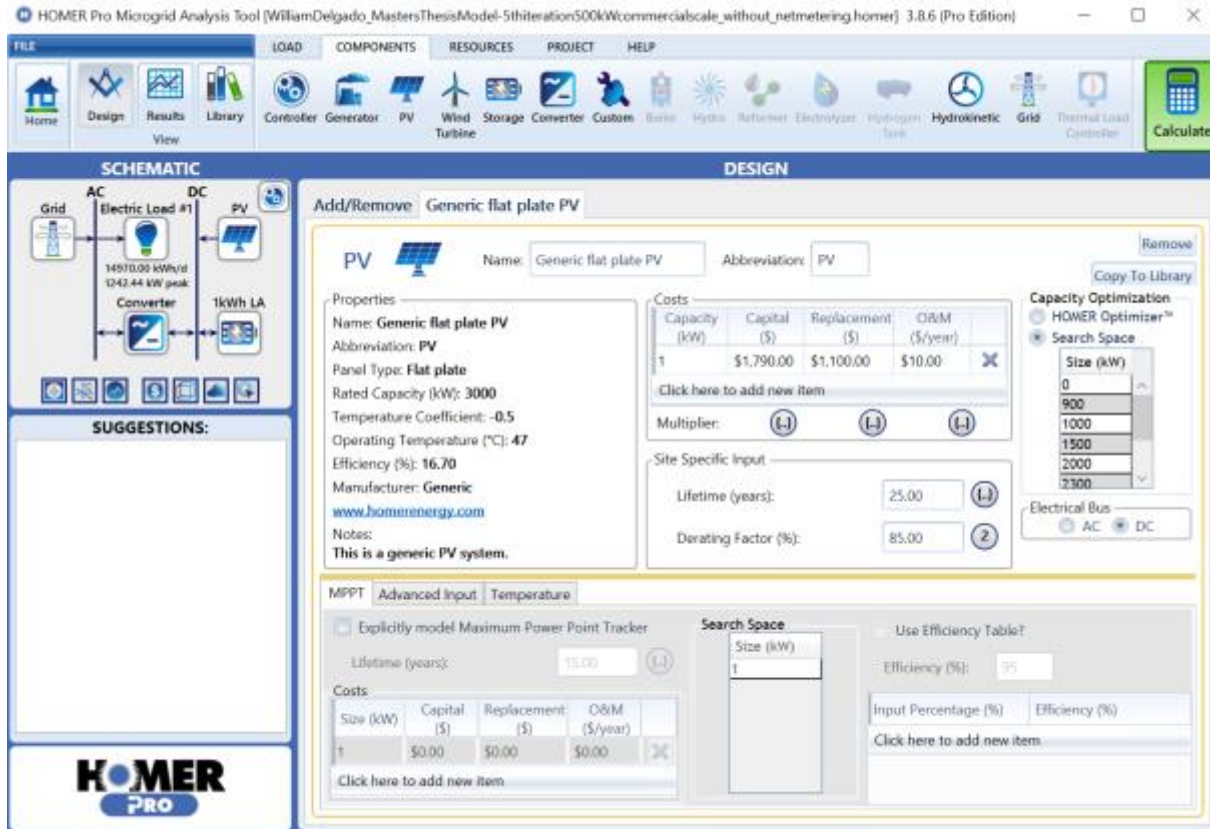 HOMER Pro Microgrid Analysis Tool [WilliamDelgado_MastersThesisModel-5thiteration500kWcommercialscale_without_netmetering.homer] 3.8.6 (Pro Edition)
FILE
LOAD COMPONENTS RESOURCES PROJECT HELP
Home
Design Results Library
View
Controller Generator PV Wind Turbine Storage Converter Custom Boiler Hydro Reformer Electrolyzer Hydrogen Tank Hydrokinetic Grid Thermal Load Controller
Calculate
SCHEMATIC
AC DC
Grid Electric Load #1 PV
14970.00 kWh/d
1242.44 kW peak
Converter 1kWh LA
SUGGESTIONS:
HOMER
PRO
DESIGN
Add/Remove Generic flat plate PV
PV
Name: Generic flat plate PV Abbreviation: PV
Remove
Copy To Library
Properties
Name: Generic flat plate PV
Abbreviation: PV
Panel Type: Flat plate
Rated Capacity (kW): 3000
Temperature Coefficient: -0.5
Operating Temperature (°C): 47
Efficiency (%): 16.70
Manufacturer: Generic
www.homerenergy.com
Notes:
This is a generic PV system.
Costs
Capacity (kW) Capital ($) Replacement ($) O&M ($/year)
1 $1,790.00 $1,100.00 $10.00
Click here to add new item
Multiplier: (..) (..) (..)
Site Specific Input
Lifetime (years): 25.00 (..)
Derating Factor (%): 85.00 2
Capacity Optimization
HOMER Optimizer™
Search Space
Size (kW)
0
900
1000
1500
2000
2300
Electrical Bus
AC DC
MPPT Advanced Input Temperature
Explicitly model Maximum Power Point Tracker
Lifetime (years): 15.00 (..)
Costs
Size (kW) Capital ($) Replacement ($) O&M ($/year)
1 $0.00 $0.00 $0.00
Click here to add new item
Search Space
Size (kW)
1
Use Efficiency Table?
Efficiency (%): 95
Input Percentage (%) Efficiency (%)
Click here to add new item